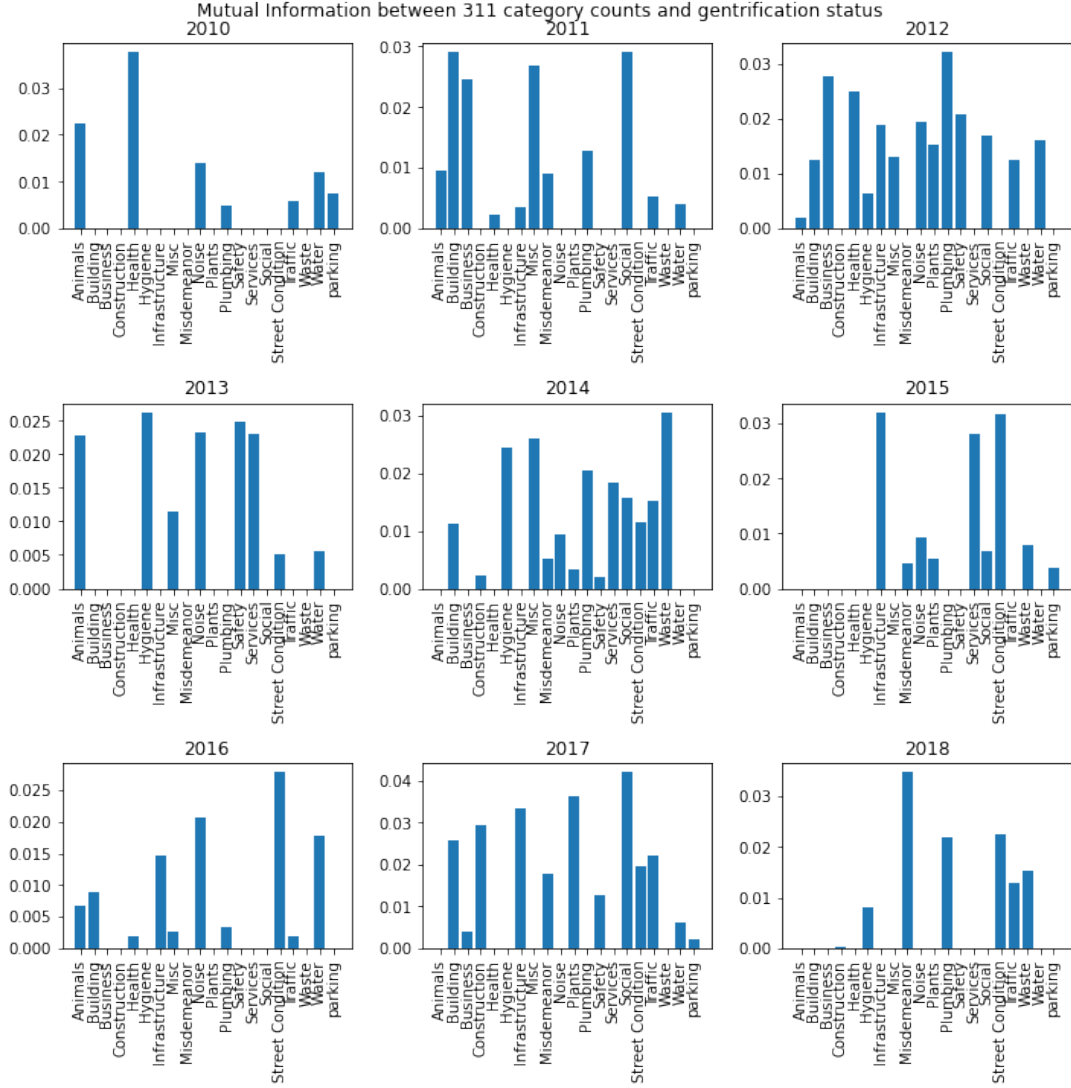 Mutual Information between 311 category counts and gentrification status
2010
0.03
0.02
0.01
0.00
Animals
Building
Business
Construction
Health
Hygiene
Infrastructure
Misc
Misdemeanor
Noise
Plants
Plumbing
Safety
Services
Social
Street Condition
Traffic
Waste
Water
parking
2011
0.03
0.02
0.01
0.00
Animals
Building
Business
Construction
Health
Hygiene
Infrastructure
Misc
Misdemeanor
Noise
Plants
Plumbing
Safety
Services
Social
Street Condition
Traffic
Waste
Water
parking
2012
0.03
0.02
0.01
0.00
Animals
Building
Business
Construction
Health
Hygiene
Infrastructure
Misc
Misdemeanor
Noise
Plants
Plumbing
Safety
Services
Social
Street Condition
Traffic
Waste
Water
parking
2013
0.025
0.020
0.015
0.010
0.005
0.000
Animals
Building
Business
Construction
Health
Hygiene
Infrastructure
Misc
Misdemeanor
Noise
Plants
Plumbing
Safety
Services
Social
Street Condition
Traffic
Waste
Water
parking
2014
0.03
0.02
0.01
0.00
Animals
Building
Business
Construction
Health
Hygiene
Infrastructure
Misc
Misdemeanor
Noise
Plants
Plumbing
Safety
Services
Social
Street Condition
Traffic
Waste
Water
parking
2015
0.03
0.02
0.01
0.00
Animals
Building
Business
Construction
Health
Hygiene
Infrastructure
Misc
Misdemeanor
Noise
Plants
Plumbing
Safety
Services
Social
Street Condition
Traffic
Waste
Water
parking
2016
0.025
0.020
0.015
0.010
0.005
0.000
Animals
Building
Business
Construction
Health
Hygiene
Infrastructure
Misc
Misdemeanor
Noise
Plants
Plumbing
Safety
Services
Social
Street Condition
Traffic
Waste
Water
parking
2017
0.04
0.03
0.02
0.01
0.00
Animals
Building
Business
Construction
Health
Hygiene
Infrastructure
Misc
Misdemeanor
Noise
Plants
Plumbing
Safety
Services
Social
Street Condition
Traffic
Waste
Water
parking
2018
0.03
0.02
0.01
0.00
Animals
Building
Business
Construction
Health
Hygiene
Infrastructure
Misc
Misdemeanor
Noise
Plants
Plumbing
Safety
Services
Social
Street Condition
Traffic
Waste
Water
parking